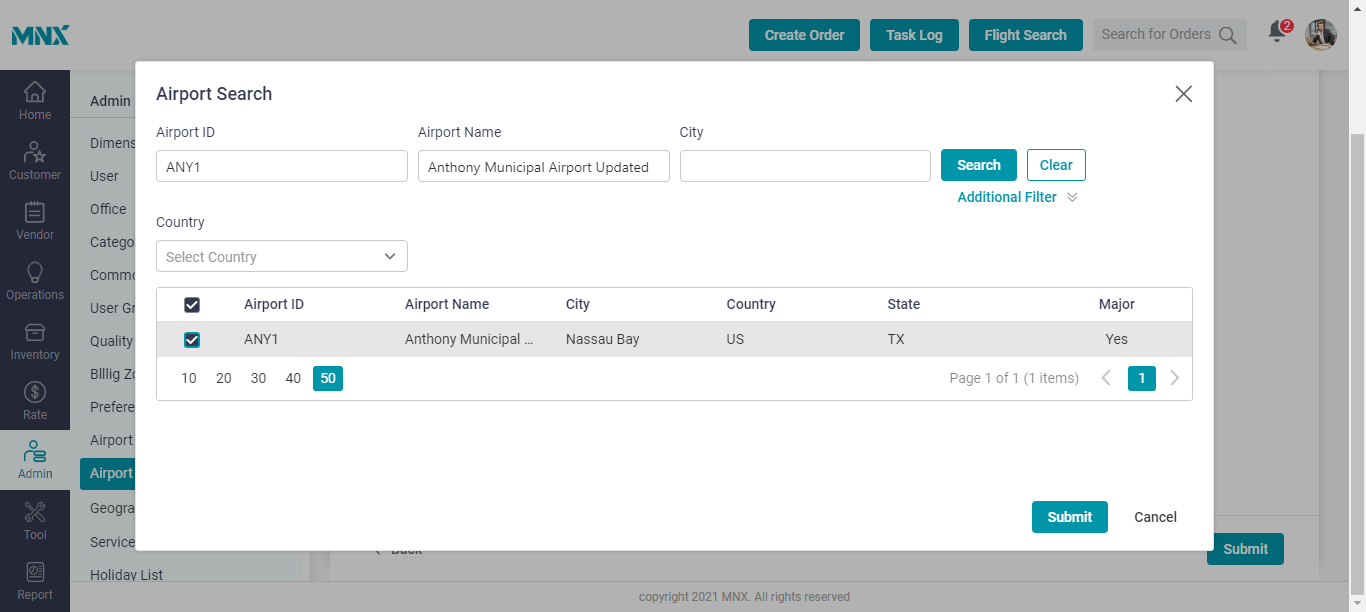 MNX
Create Order
Task Log
Flight Search
Search for Orders
2
Home
Customer
Vendor
Operations
Inventory
Rate
Admin
Tool
Report
Admin
Dimens
User
Office
Catego
Commo
User Gr
Quality
Blllig Zo
Prefere
Airport
Airport
Geogra
Service
Holiday List
Airport Search
Airport ID
Airport Name
City
ANY1
Anthony Municipal Airport Updated
Search
Clear
Additional Filter
Country
Select Country
Airport ID Airport Name City Country State Major
ANY1 Anthony Municipal ... Nassau Bay US TX Yes
10 20 30 40 50
Page 1 of 1 (1 items) 1
Submit
Cancel
Back
Submit
copyright 2021 MNX. All rights reserved